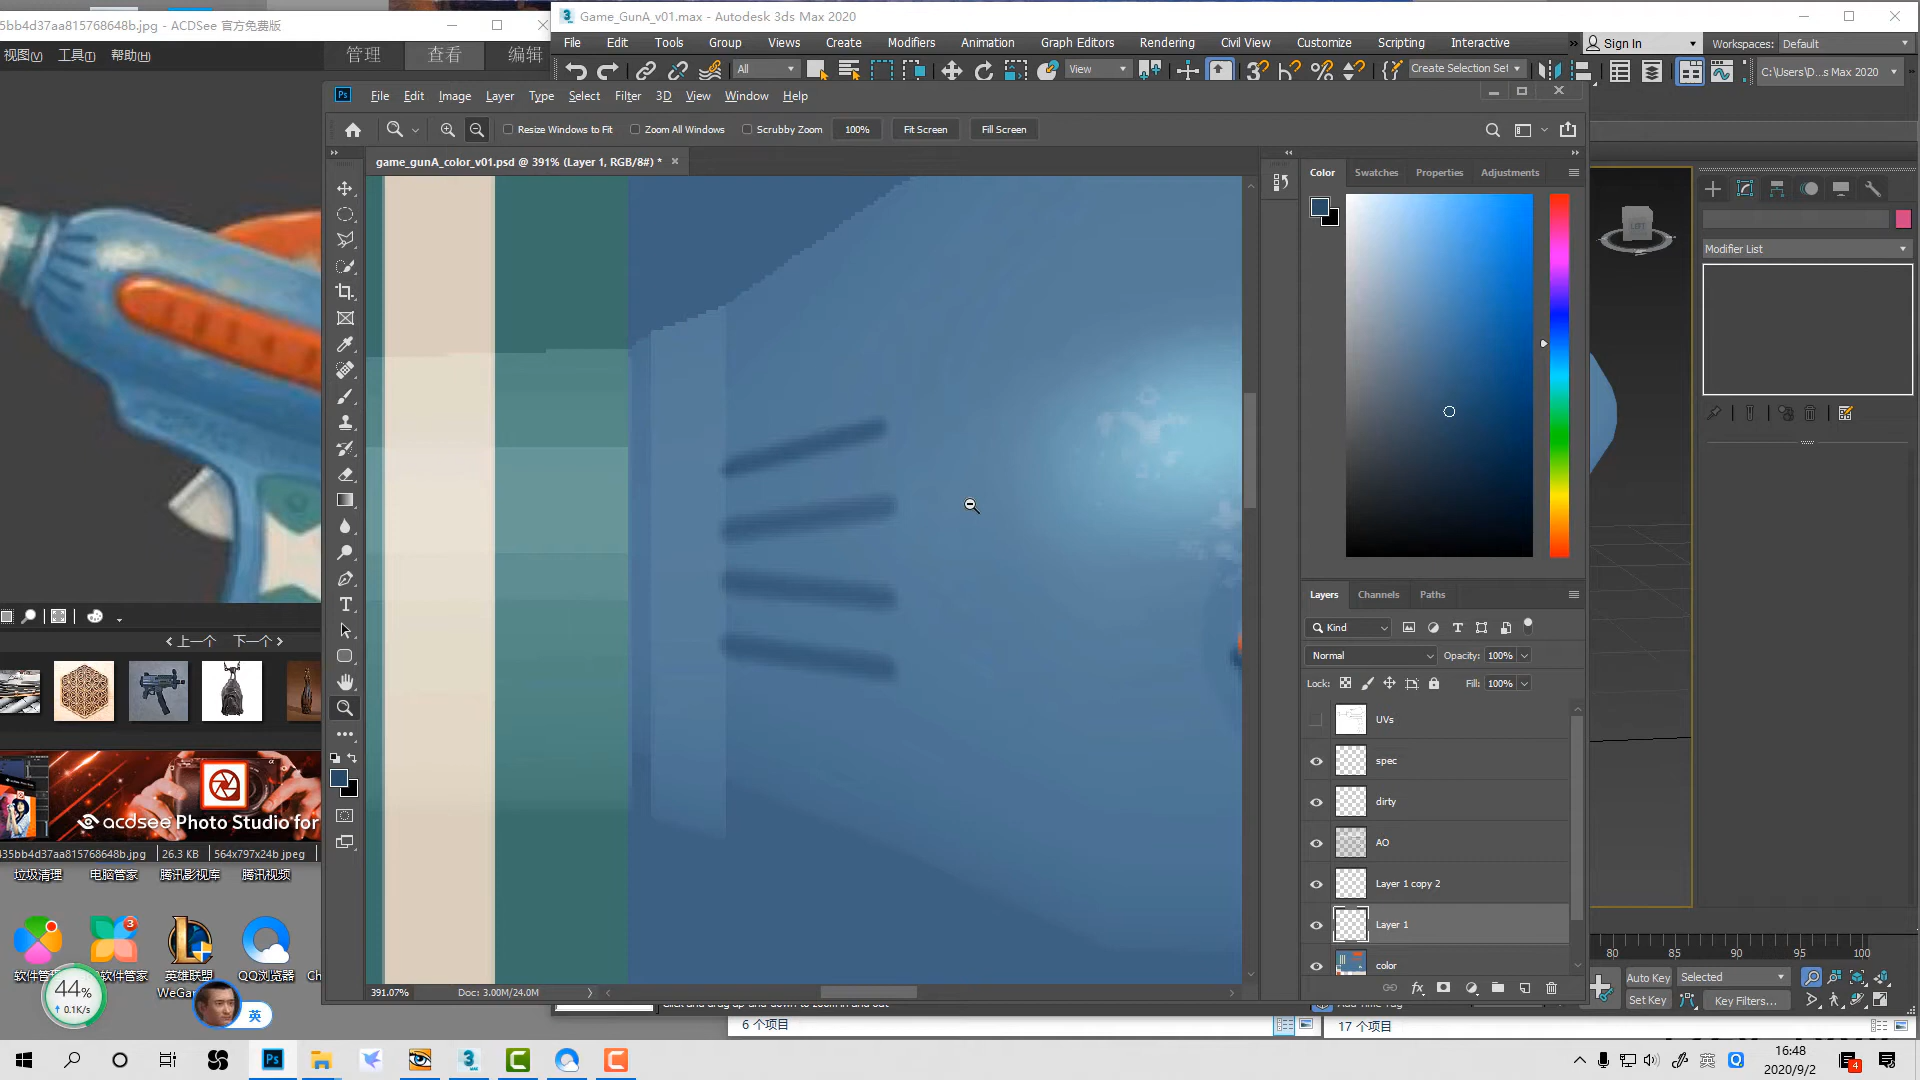 5bb4d37aa815768648b.jpg - ACDSee 官方免费版
视图(V) 工具(T) 帮助(H)
管理 查看 编辑
Game_GunA_v01.max - Autodesk 3ds Max 2020
File Edit Tools Group Views Create Modifiers Animation Graph Editors Rendering Civil View Customize Scripting Interactive
Sign In Workspaces: Default
All View Create Selection Set C:\Users\D...s Max 2020
Ps File Edit Image Layer Type Select Filter 3D View Window Help
Resize Windows to Fit Zoom All Windows Scrubby Zoom 100% Fit Screen Fill Screen
game_gunA_color_v01.psd @ 391% (Layer 1, RGB/8#) *
Color Swatches Properties Adjustments
Modifier List
Layers Channels Paths
Kind
Normal Opacity: 100%
Lock: Fill: 100%
UVs
spec
dirty
AO
Layer 1 copy 2
Layer 1
color
上一个 下一个
acdsee Photo Studio for
435bb4d37aa815768648b.jpg 26.3 KB 564x797x24b jpeg
垃圾清理 电脑管家 腾讯影视库 腾讯视频
3
英雄联盟 QQ浏览器
WeGam
软件管家
44%
0.1K/s
英
391.07% Doc: 3.00M/24.0M
6 个项目
17 个项目
80 85 90 95 100
Auto Key Selected
Set Key Key Filters...
英
16:48
2020/9/2
4